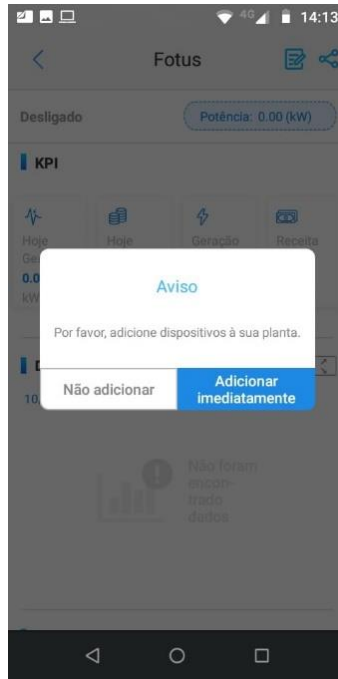 4G 14:13
Fotus
Desligado
Potência: 0.00 (kW)
KPI
Hoje Hoje Geração Receita
0.0
kW
Aviso
Por favor, adicione dispositivos à sua planta.
Não adicionar
Adicionar
imediatamente
10,
Não foram
encon-
trado
dados